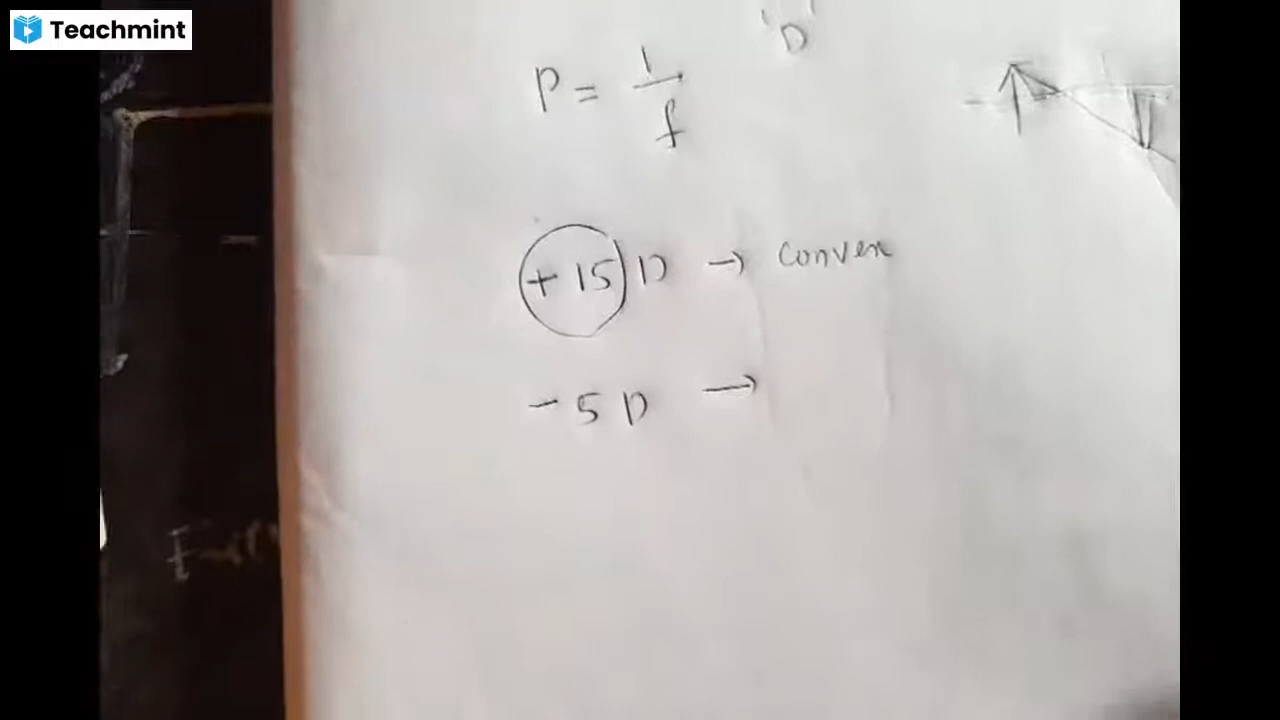 Teachmint
'D'
P = 1/f
+ 15 D → Convex
- 5 D →